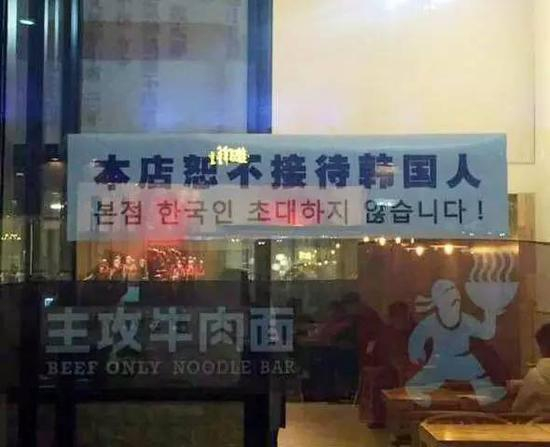 本店恕不接待韩国人
본점 한국인 초대하지 않습니다!
主攻牛肉面
BEEF ONLY NOODLE BAR